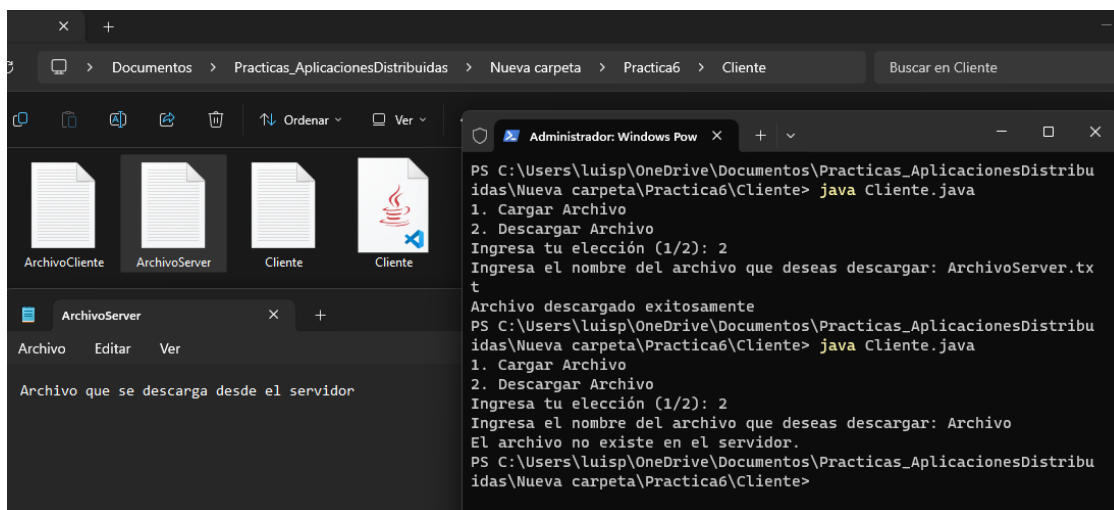 Documentos > Practicas_AplicacionesDistribuidas > Nueva carpeta > Practica6 > Cliente
Buscar en Cliente
Ordenar
Ver
ArchivoCliente
ArchivoServer
Cliente
Cliente
ArchivoServer
Archivo Editar Ver
Archivo que se descarga desde el servidor
Administrador: Windows Pow
PS C:\Users\luisp\OneDrive\Documentos\Practicas_AplicacionesDistribu
idas\Nueva carpeta\Practica6\Cliente> java Cliente.java
1. Cargar Archivo
2. Descargar Archivo
Ingresa tu elección (1/2): 2
Ingresa el nombre del archivo que deseas descargar: ArchivoServer.tx
t
Archivo descargado exitosamente
PS C:\Users\luisp\OneDrive\Documentos\Practicas_AplicacionesDistribu
idas\Nueva carpeta\Practica6\Cliente> java Cliente.java
1. Cargar Archivo
2. Descargar Archivo
Ingresa tu elección (1/2): 2
Ingresa el nombre del archivo que deseas descargar: Archivo
El archivo no existe en el servidor.
PS C:\Users\luisp\OneDrive\Documentos\Practicas_AplicacionesDistribu
idas\Nueva carpeta\Practica6\Cliente>